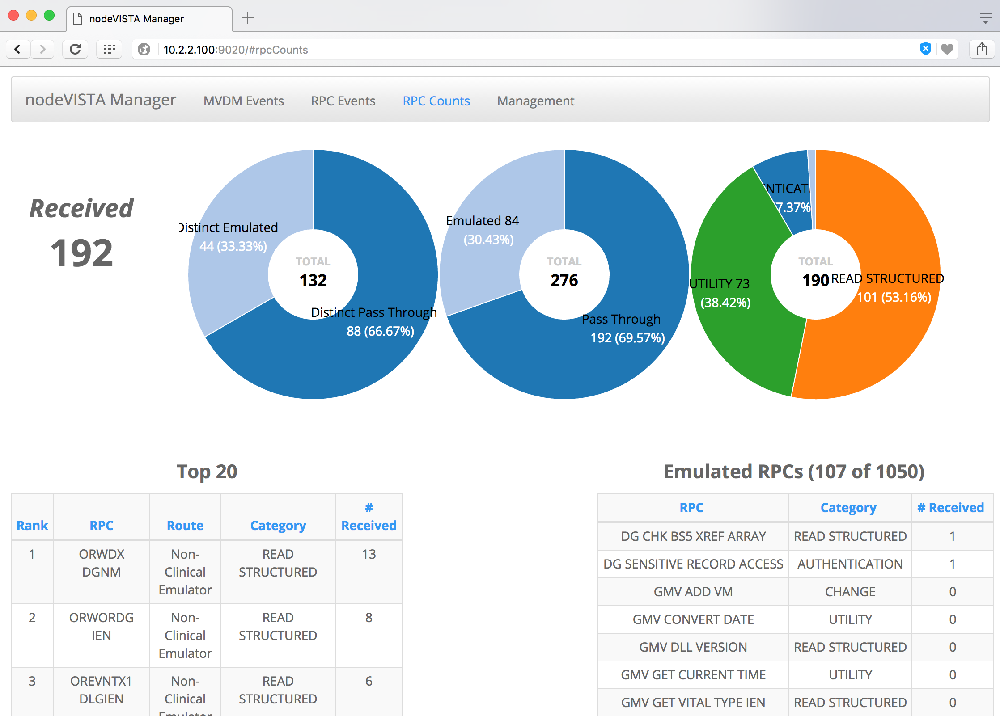 nodeVISTA Manager
10.2.2.100:9020/#rpcCounts
nodeVISTA Manager MVDM Events RPC Events RPC Counts Management
Received
192
Distinct Emulated
44 (33.33%)
TOTAL
132
Distinct Pass Through
88 (66.67%)
Emulated 84
(30.43%)
TOTAL
276
Pass Through
192 (69.57%)
NTICAT
7.37%
UTILITY 73
(38.42%)
TOTAL
190
READ STRUCTURED
101 (53.16%)
Top 20
Rank RPC Route Category # Received
1 ORWDX DGNM Non-Clinical Emulator READ STRUCTURED 13
2 ORWORDG IEN Non-Clinical Emulator READ STRUCTURED 8
3 OREVNTX1 DLGIEN Non-Clinical Emulator READ STRUCTURED 6
Emulated RPCs (107 of 1050)
RPC Category # Received
DG CHK BS5 XREF ARRAY READ STRUCTURED 1
DG SENSITIVE RECORD ACCESS AUTHENTICATION 1
GMV ADD VM CHANGE 0
GMV CONVERT DATE UTILITY 0
GMV DLL VERSION READ STRUCTURED 0
GMV GET CURRENT TIME UTILITY 0
GMV GET VITAL TYPE IEN READ STRUCTURED 0